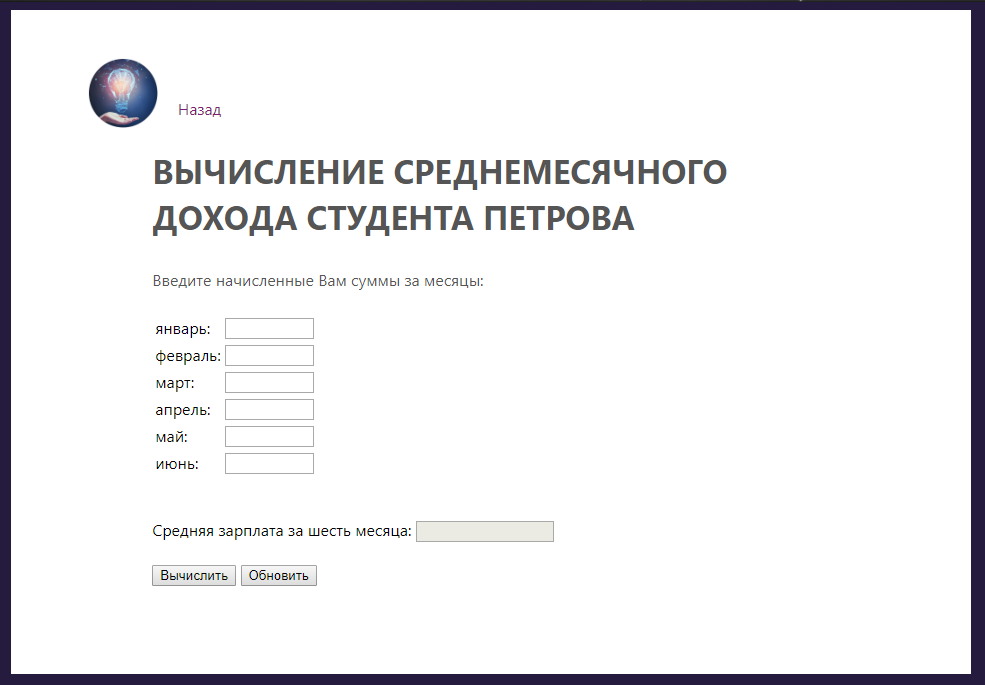 Назад
ВЫЧИСЛЕНИЕ СРЕДНЕМЕСЯЧНОГО
ДОХОДА СТУДЕНТА ПЕТРОВА
Введите начисленные Вам суммы за месяцы:
январь:
февраль:
март:
апрель:
май:
июнь:
Средняя зарплата за шесть месяца:
Вычислить Обновить